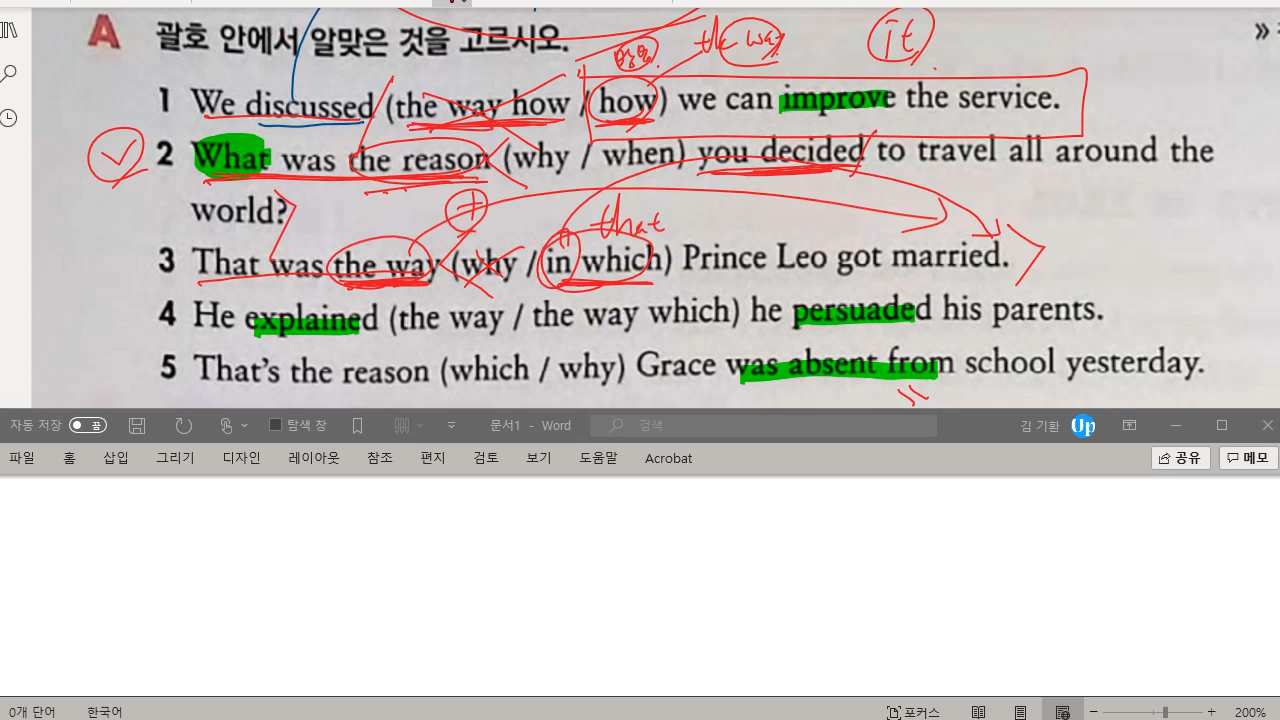 A 괄호 안에서 알맞은 것을 고르시오.
the way
it
방법
1 We discussed (the way how / how) we can improve the service.
2 What was the reason (why / when) you decided to travel all around the
world?
that
3 That was the way (why / in which) Prince Leo got married.
4 He explained (the way / the way which) he persuaded his parents.
5 That's the reason (which / why) Grace was absent from school yesterday.
자동 저장 끔 탐색 창 문서1 - Word 검색 김 기환 Up
파일 홈 삽입 그리기 디자인 레이아웃 참조 편지 검토 보기 도움말 Acrobat 공유 메모
0개 단어 한국어 포커스 200%